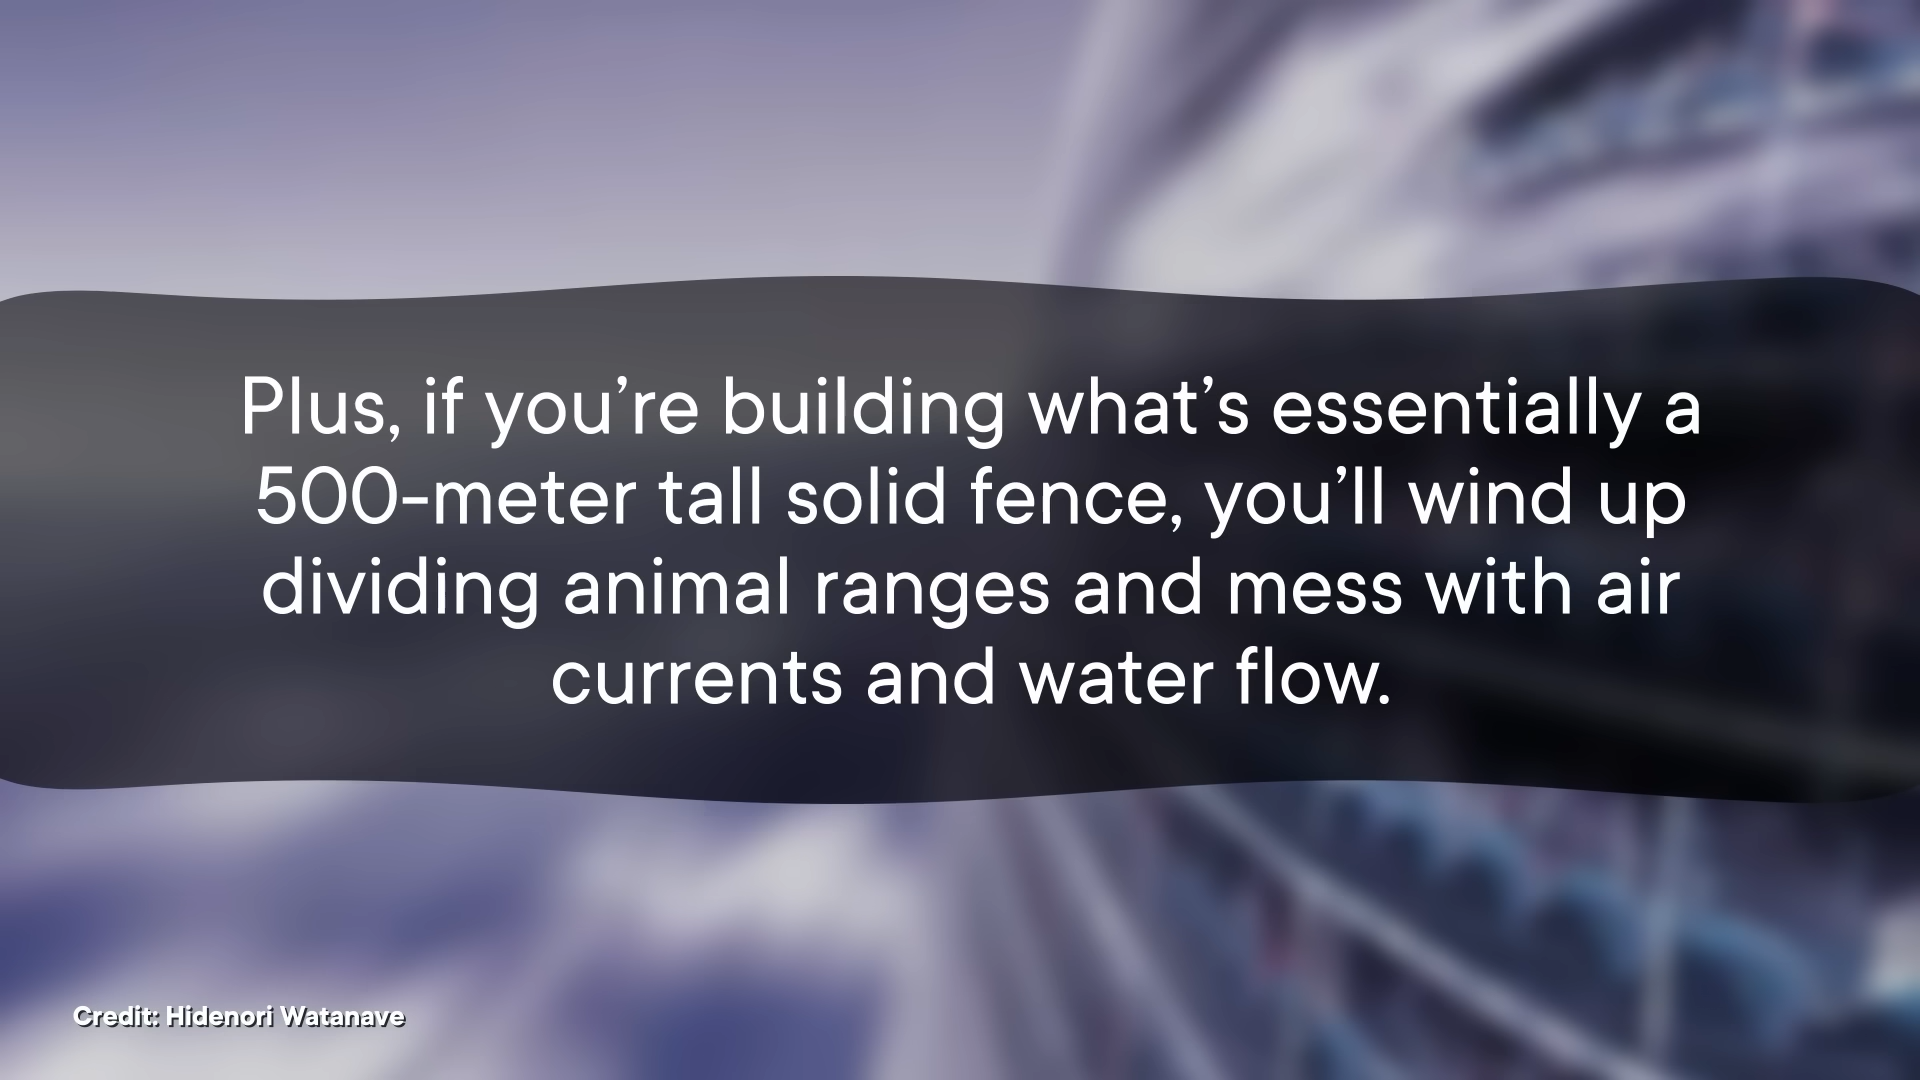 Plus, if you’re building what’s essentially a
500-meter tall solid fence, you’ll wind up
dividing animal ranges and mess with air
currents and water flow.
Credit: Hidenori Watanave